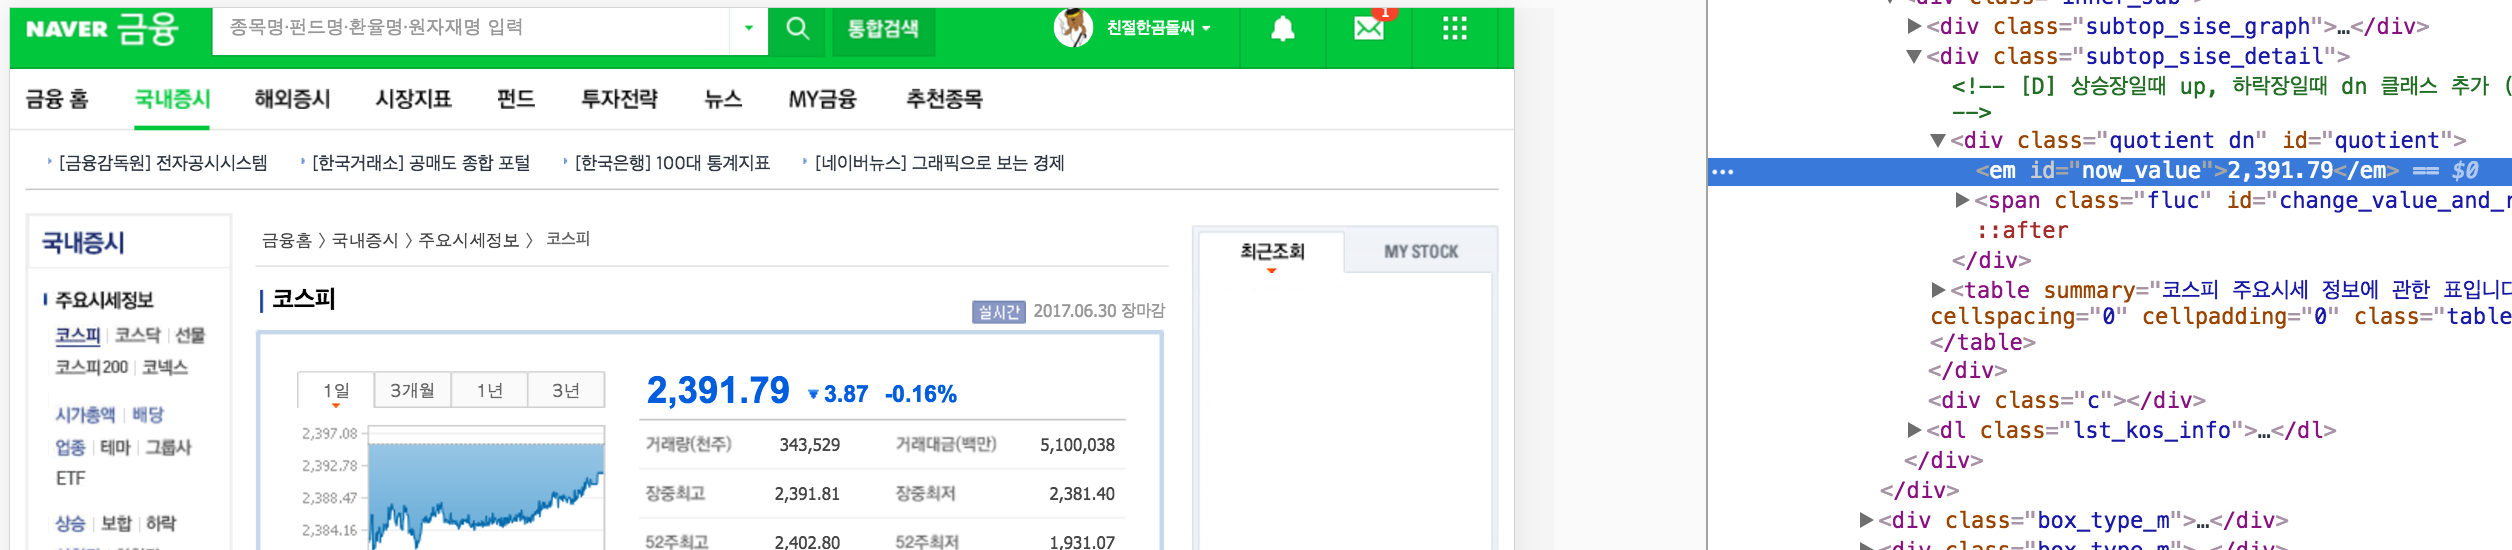 NAVER 금융 종목명·펀드명·환율명·원자재명 입력 통합검색 친절한곰돌씨 1
금융 홈 국내증시 해외증시 시장지표 펀드 투자전략 뉴스 MY금융 추천종목
[금융감독원] 전자공시시스템 [한국거래소] 공매도 종합 포털 [한국은행] 100대 통계지표 [네이버뉴스] 그래픽으로 보는 경제
국내증시
주요시세정보
코스피 코스닥 선물
코스피200 코넥스
시가총액 배당
업종 테마 그룹사
ETF
상승 보합 하락
금융홈 > 국내증시 > 주요시세정보 > 코스피
코스피
실시간 2017.06.30 장마감
1일 3개월 1년 3년
2,397.08
2,392.78
2,388.47
2,384.16
2,391.79 ▼3.87 -0.16%
거래량(천주) 343,529 거래대금(백만) 5,100,038
장중최고 2,391.81 장중최저 2,381.40
52주최고 2,402.80 52주최저 1,931.07
최근조회 MY STOCK
▶<div class="subtop_sise_graph">…</div>
▼<div class="subtop_sise_detail">
<!-- [D] 상승장일때 up, 하락장일때 dn 클래스 추가 (
-->
▼<div class="quotient dn" id="quotient">
… <em id="now_value">2,391.79</em> == $0
▶<span class="fluc" id="change_value_and_r
::after
</div>
▶<table summary="코스피 주요시세 정보에 관한 표입니다
cellspacing="0" cellpadding="0" class="table
</table>
</div>
<div class="c"></div>
▶<dl class="lst_kos_info">…</dl>
</div>
</div>
▶<div class="box_type_m">…</div>
▶<div class="box_type_m">…</div>